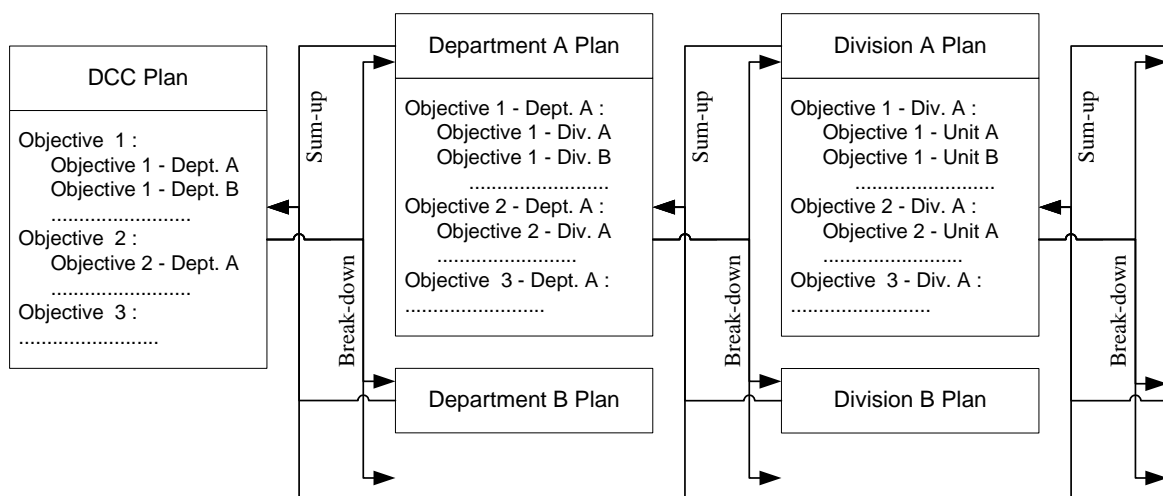 DCC Plan
Objective  1 :
Objective 1 - Dept. A
Objective 1 - Dept. B
.........................
Objective  2 :
Objective 2 - Dept. A
.........................
Objective  3 :
.........................
Sum-up
Break-down
Department A Plan
Objective 1 - Dept. A :
Objective 1 - Div. A
Objective 1 - Div. B
.........................
Objective 2 - Dept. A :
Objective 2 - Div. A
.........................
Objective  3 - Dept. A :
.........................
Department B Plan
Sum-up
Break-down
Division A Plan
Objective 1 - Div. A :
Objective 1 - Unit A
Objective 1 - Unit B
.........................
Objective 2 - Div. A :
Objective 2 - Unit A
.........................
Objective  3 - Div. A :
.........................
Division B Plan
Sum-up
Break-down